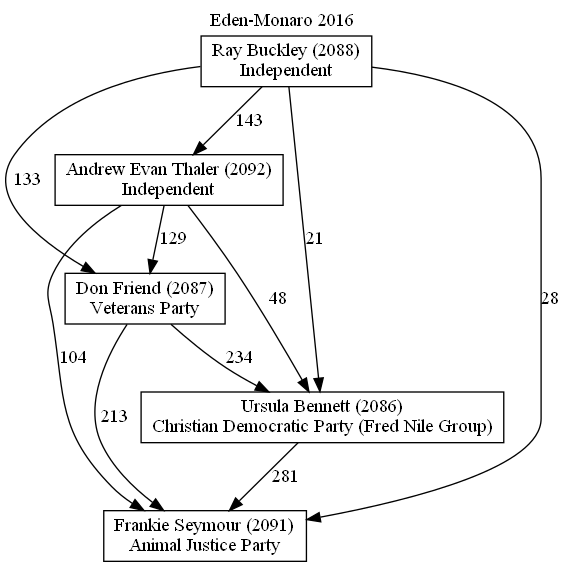 Eden-Monaro 2016
Ray Buckley (2088)
Independent
143
Andrew Evan Thaler (2092)
Independent
133
129
21
Don Friend (2087)
Veterans Party
48
28
104
234
213
Ursula Bennett (2086)
Christian Democratic Party (Fred Nile Group)
281
Frankie Seymour (2091)
Animal Justice Party